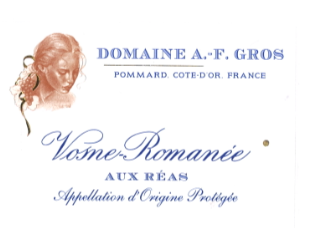 DOMAINE A.-F. GROS
POMMARD. COTE-D'OR. FRANCE
Vosne-Romanée
AUX RÉAS
Appellation d'Origine Protégée